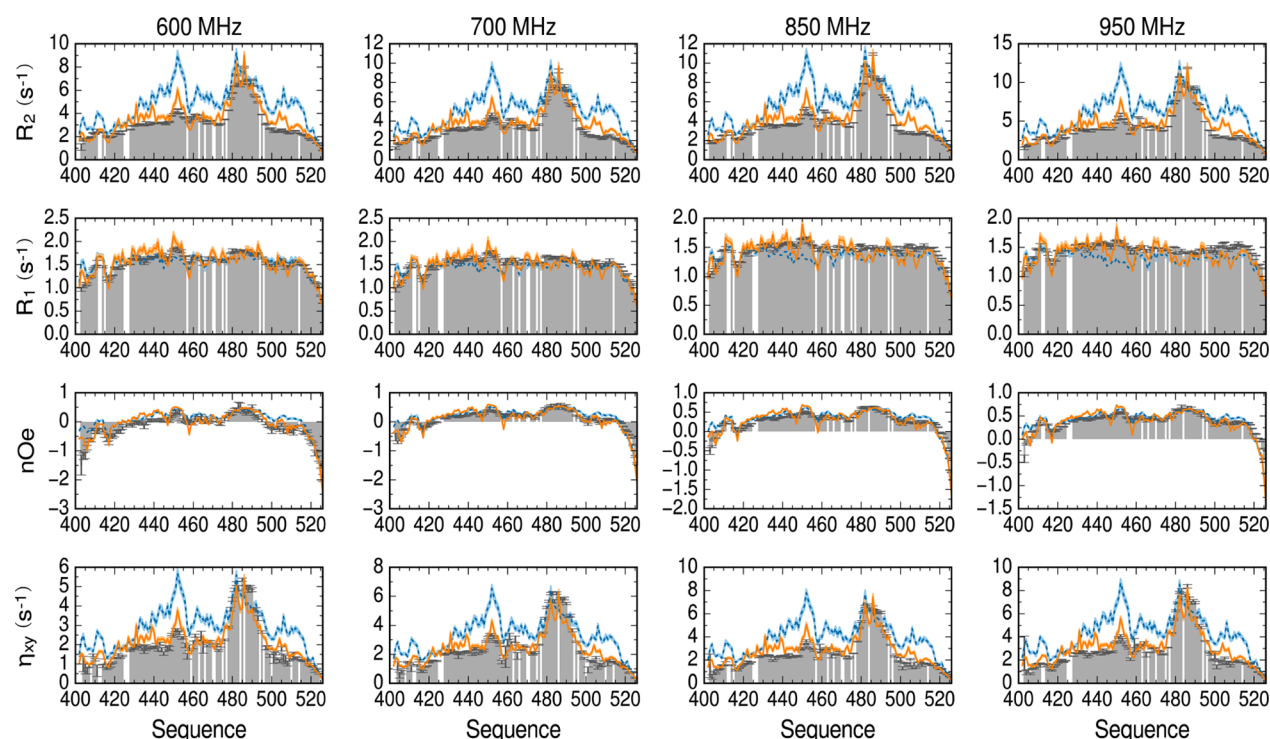 600 MHz 700 MHz 850 MHz 950 MHz
R2 (s-1)
10 8 6 4 2 0
400 420 440 460 480 500 520
12 10 8 6 4 2 0
400 420 440 460 480 500 520
12 10 8 6 4 2 0
400 420 440 460 480 500 520
15 10 5 0
400 420 440 460 480 500 520
R1 (s-1)
2.5 2.0 1.5 1.0 0.5 0.0
400 420 440 460 480 500 520
2.5 2.0 1.5 1.0 0.5 0.0
400 420 440 460 480 500 520
2.0 1.5 1.0 0.5 0.0
400 420 440 460 480 500 520
2.0 1.5 1.0 0.5 0.0
400 420 440 460 480 500 520
nOe
1 0 −1 −2 −3
400 420 440 460 480 500 520
1 0 −1 −2 −3
400 420 440 460 480 500 520
1.0 0.5 0.0 −0.5 −1.0 −1.5 −2.0
400 420 440 460 480 500 520
1.0 0.5 0.0 −0.5 −1.0 −1.5
400 420 440 460 480 500 520
ηxy (s-1)
6 5 4 3 2 1 0
400 420 440 460 480 500 520
8 6 4 2 0
400 420 440 460 480 500 520
10 8 6 4 2 0
400 420 440 460 480 500 520
10 8 6 4 2 0
400 420 440 460 480 500 520
Sequence Sequence Sequence Sequence